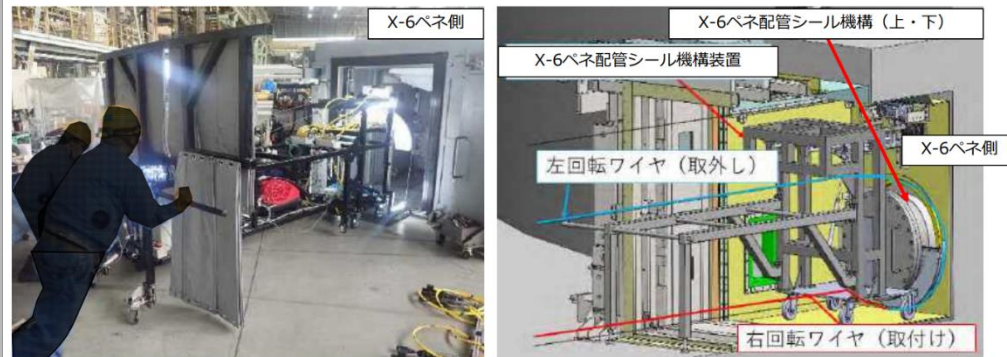 X-6ペネ側
X-6ペネ配管シール機構（上・下）
X-6ペネ配管シール機構装置
X-6ペネ側
左回転ワイヤ（取外し）
右回転ワイヤ（取付け）